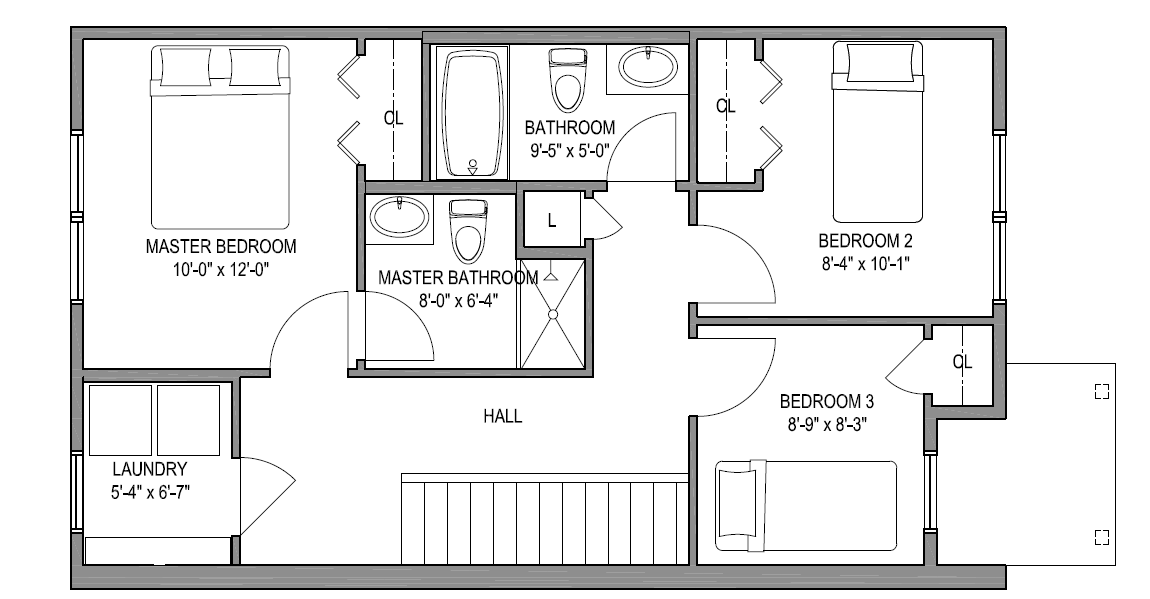 CL
BATHROOM
9'-5" x 5'-0"
CL
L
MASTER BEDROOM
10'-0" x 12'-0"
MASTER BATHROOM
8'-0" x 6'-4"
BEDROOM 2
8'-4" x 10'-1"
CL
HALL
BEDROOM 3
8'-9" x 8'-3"
LAUNDRY
5'-4" x 6'-7"